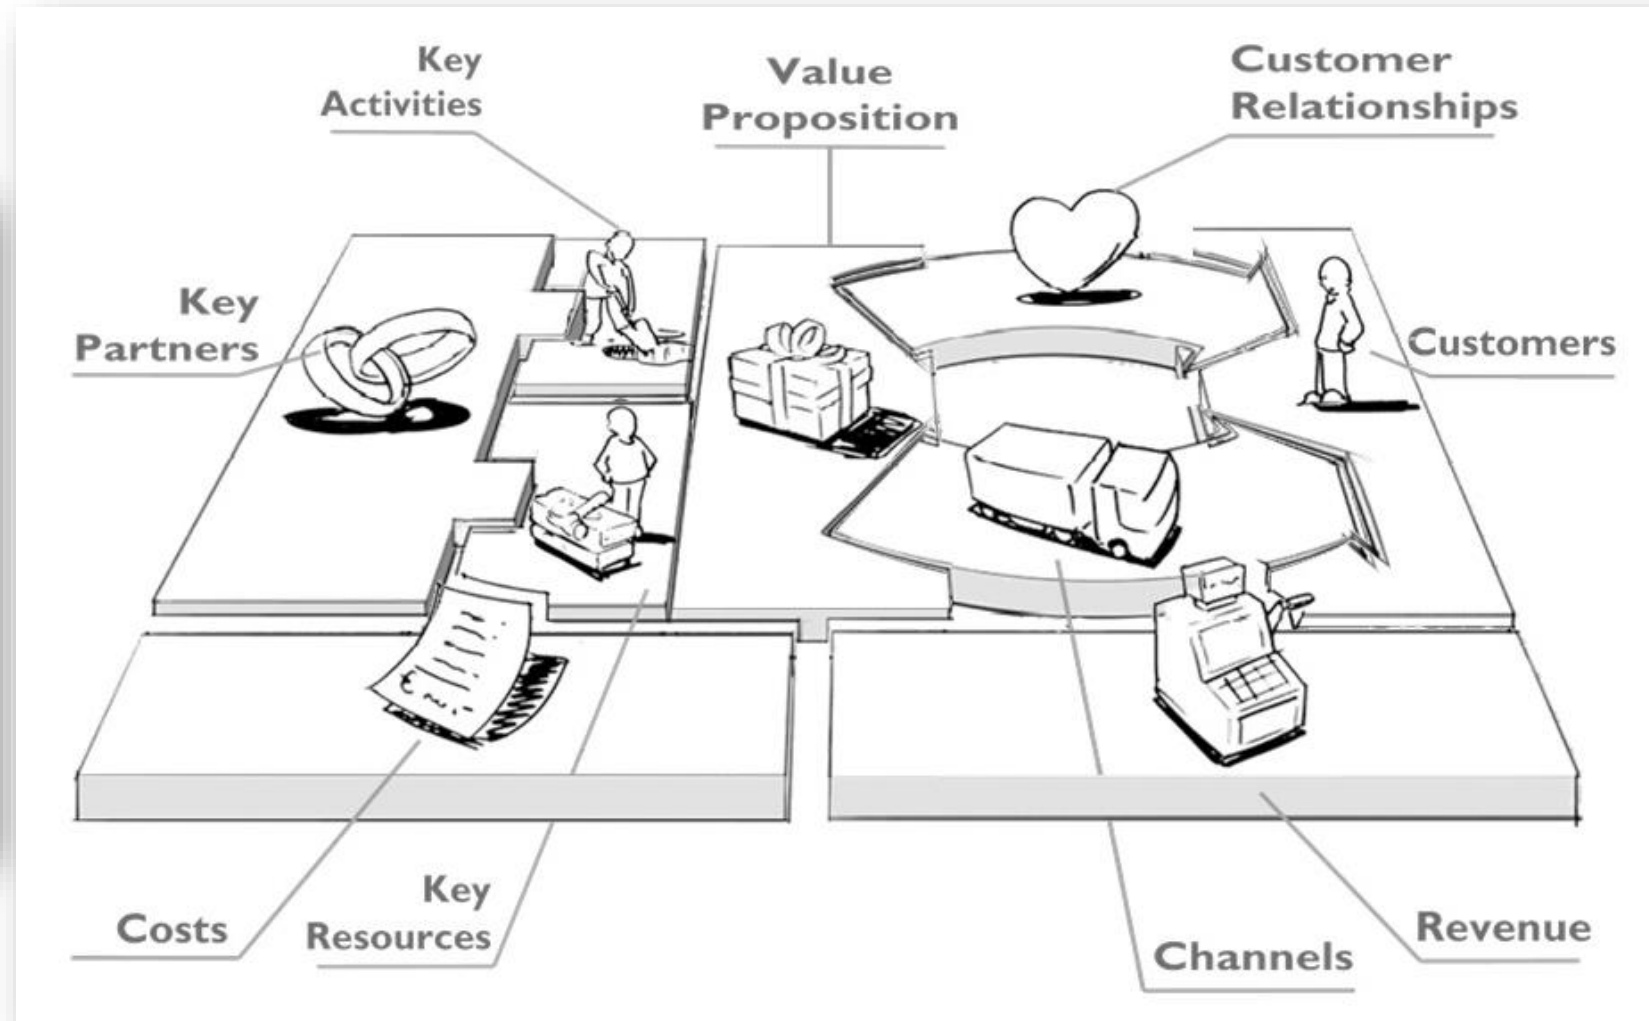 Key
Activities
Value
Proposition
Customer
Relationships
Key
Partners
Customers
Costs
Key
Resources
Channels
Revenue